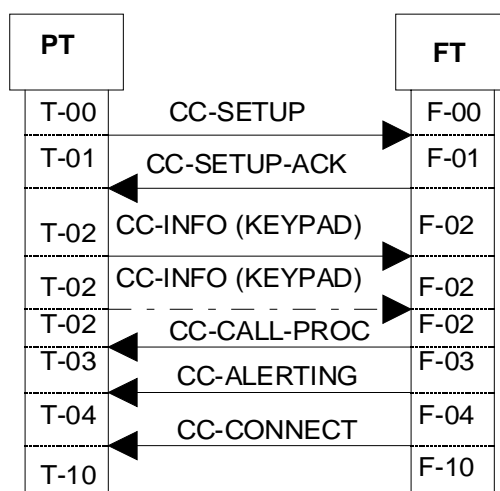 PT FT
T-00 CC-SETUP F-00
T-01 CC-SETUP-ACK F-01
T-02 CC-INFO (KEYPAD) F-02
T-02 CC-INFO (KEYPAD) F-02
T-02 CC-CALL-PROC F-02
T-03 CC-ALERTING F-03
T-04 CC-CONNECT F-04
T-10 F-10